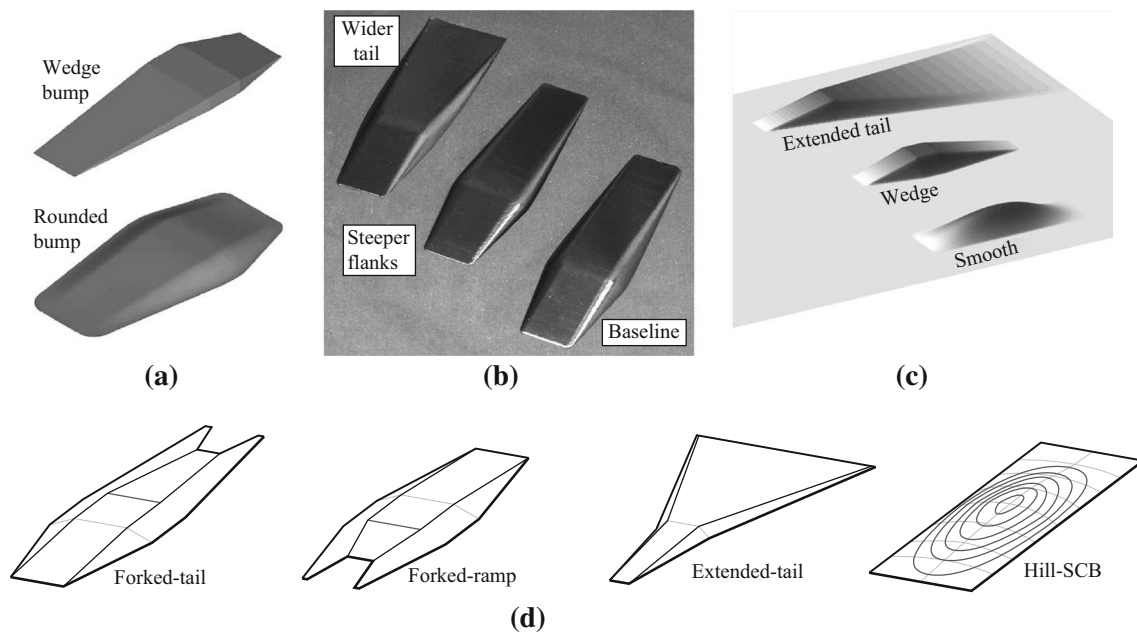 Wedge
bump
Rounded
bump
(a)
Wider
tail
Steeper
flanks
Baseline
(b)
Extended tail
Wedge
Smooth
(c)
Forked-tail
Forked-ramp
Extended-tail
Hill-SCB
(d)